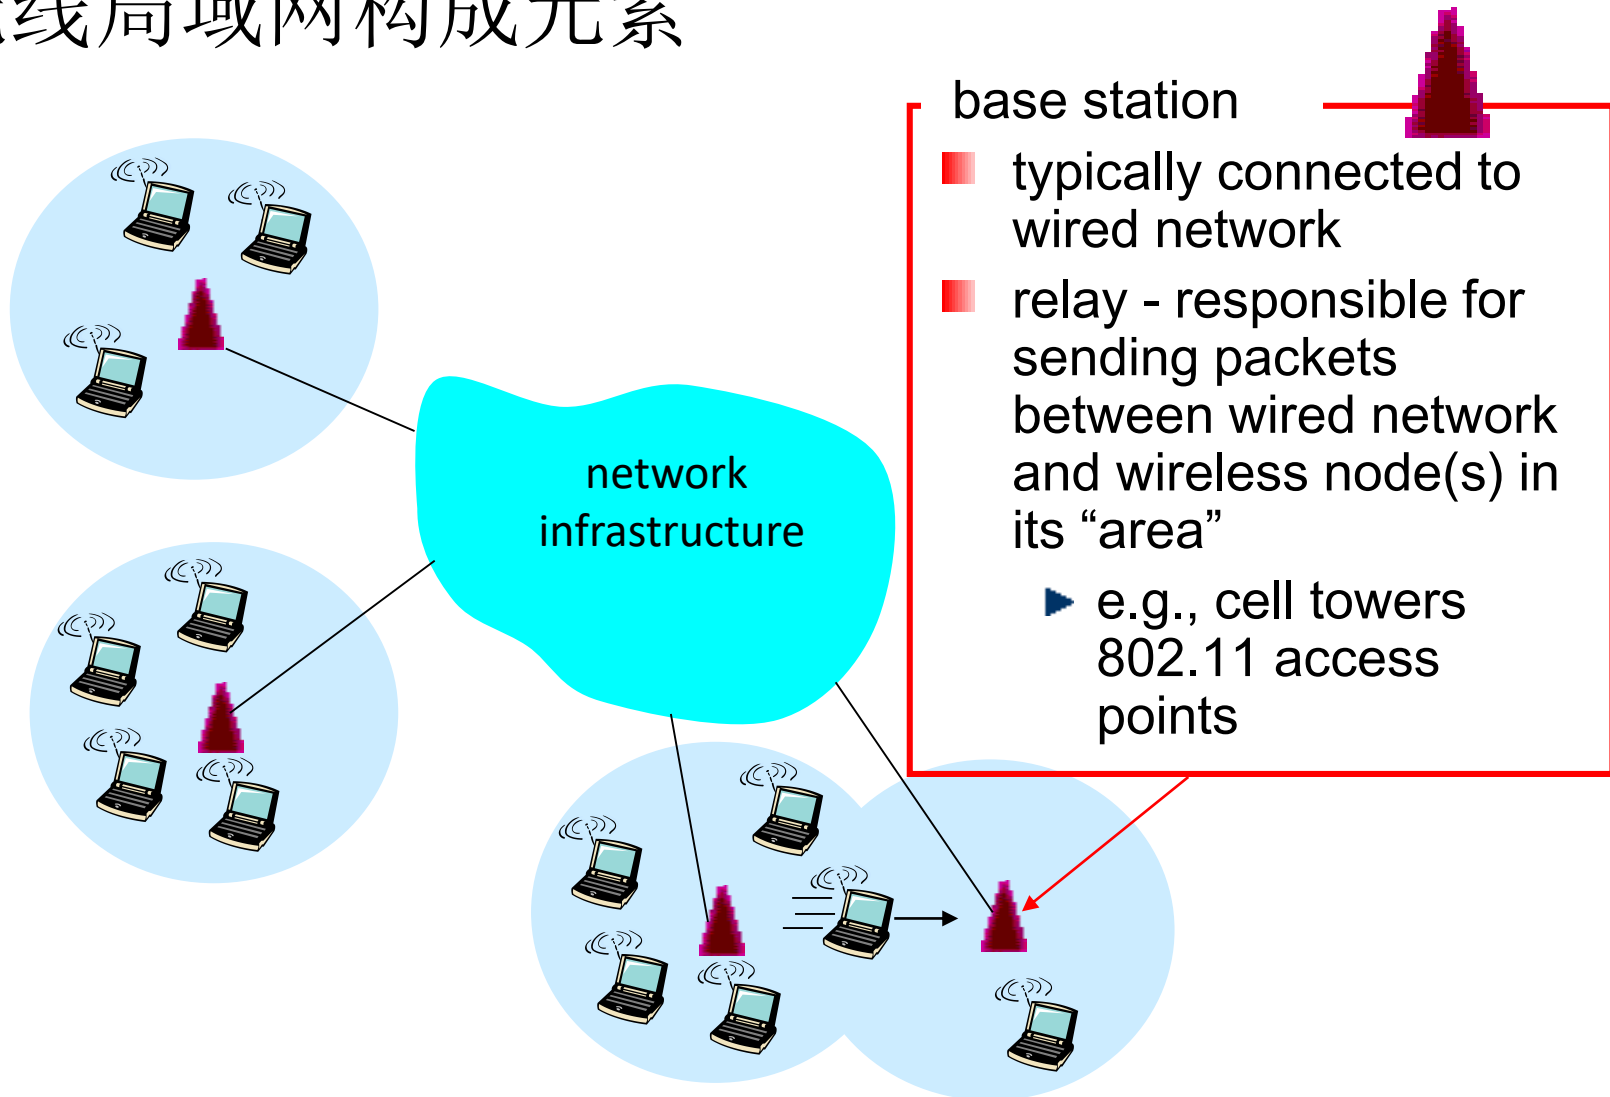 线局域网构成元素
base station
typically connected to
wired network
relay - responsible for
sending packets
between wired network
and wireless node(s) in
its “area”
e.g., cell towers
802.11 access
points
network
infrastructure